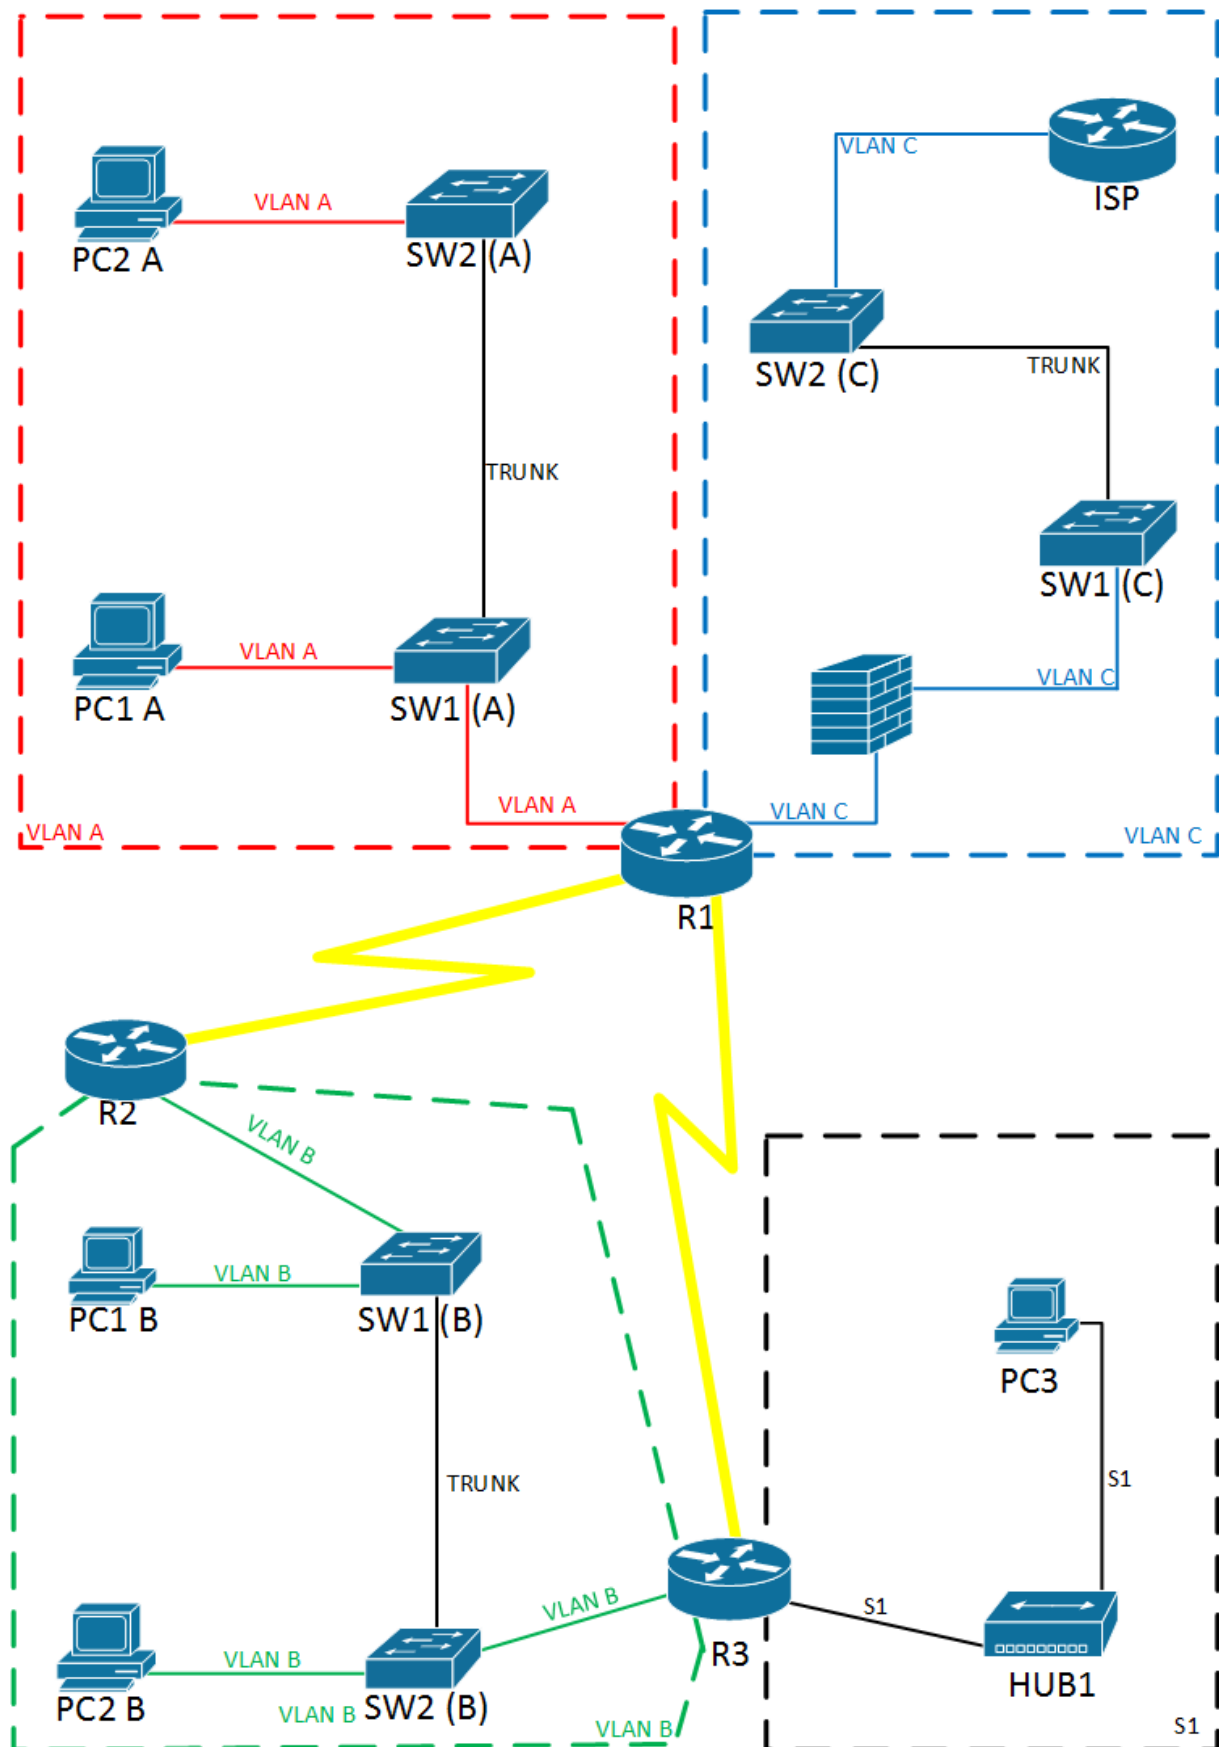 VLAN C
ISP
VLAN A
PC2 A
SW2 (A)
SW2 (C)
TRUNK
TRUNK
SW1 (C)
VLAN A
VLAN C
PC1 A
SW1 (A)
VLAN A
VLAN C
VLAN A
VLAN C
R1
R2
VLAN B
VLAN B
PC1 B
SW1 (B)
PC3
TRUNK
S1
VLAN B
S1
R3
VLAN B
HUB1
PC2 B
VLAN B
SW2 (B)
VLAN B
S1